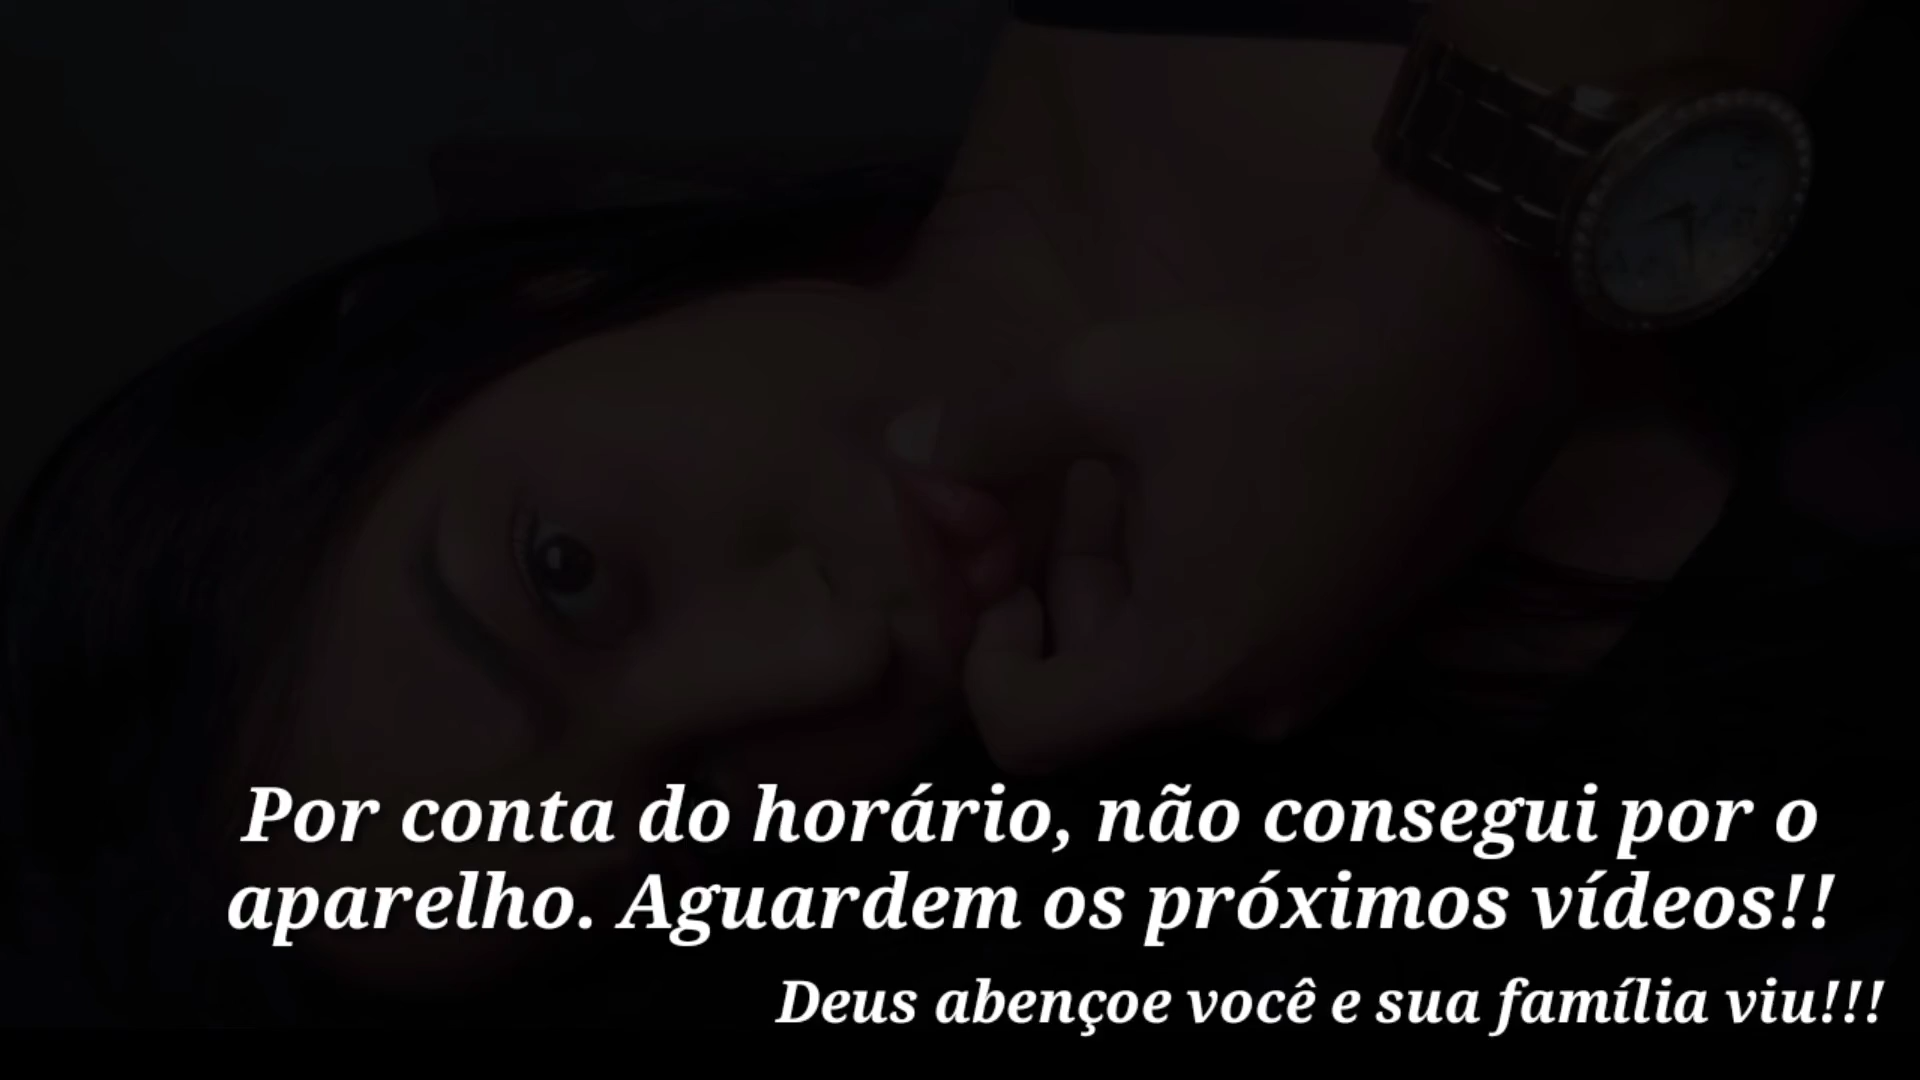 Por conta do horário, não consegui por o
aparelho. Aguardem os próximos vídeos!!
Deus abençoe você e sua família viu!!!